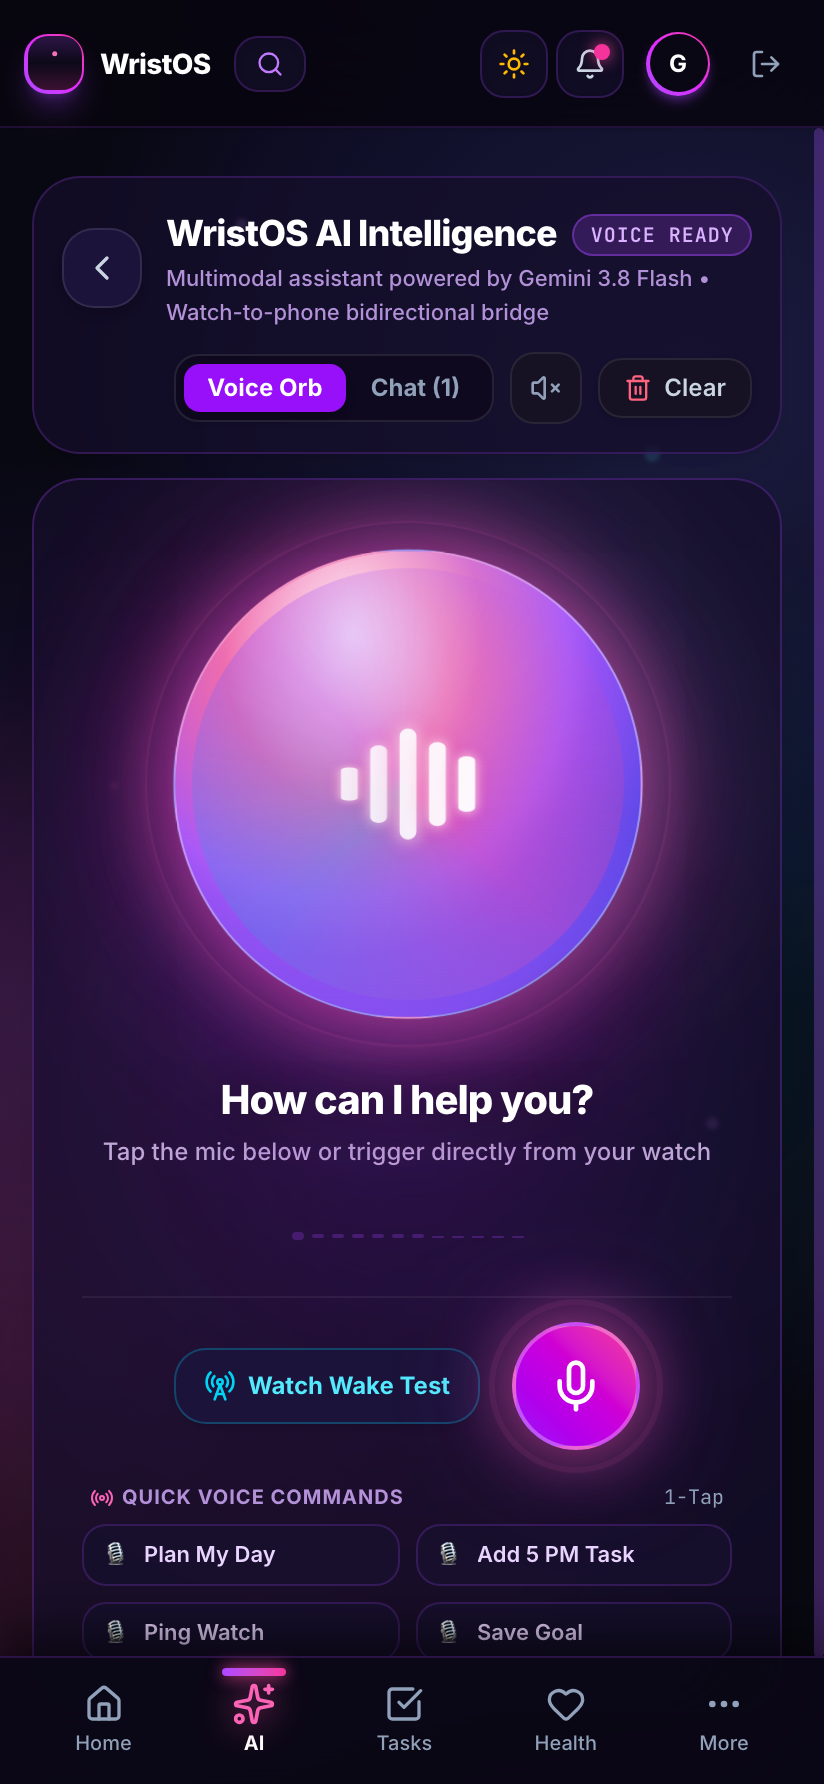 WristOS
G
WristOS AI Intelligence
VOICE READY
Multimodal assistant powered by Gemini 3.8 Flash •
Watch-to-phone bidirectional bridge
Voice Orb
Chat (1)
Clear
How can I help you?
Tap the mic below or trigger directly from your watch
Watch Wake Test
QUICK VOICE COMMANDS
1-Tap
Plan My Day
Add 5 PM Task
Ping Watch
Save Goal
Home
AI
Tasks
Health
More